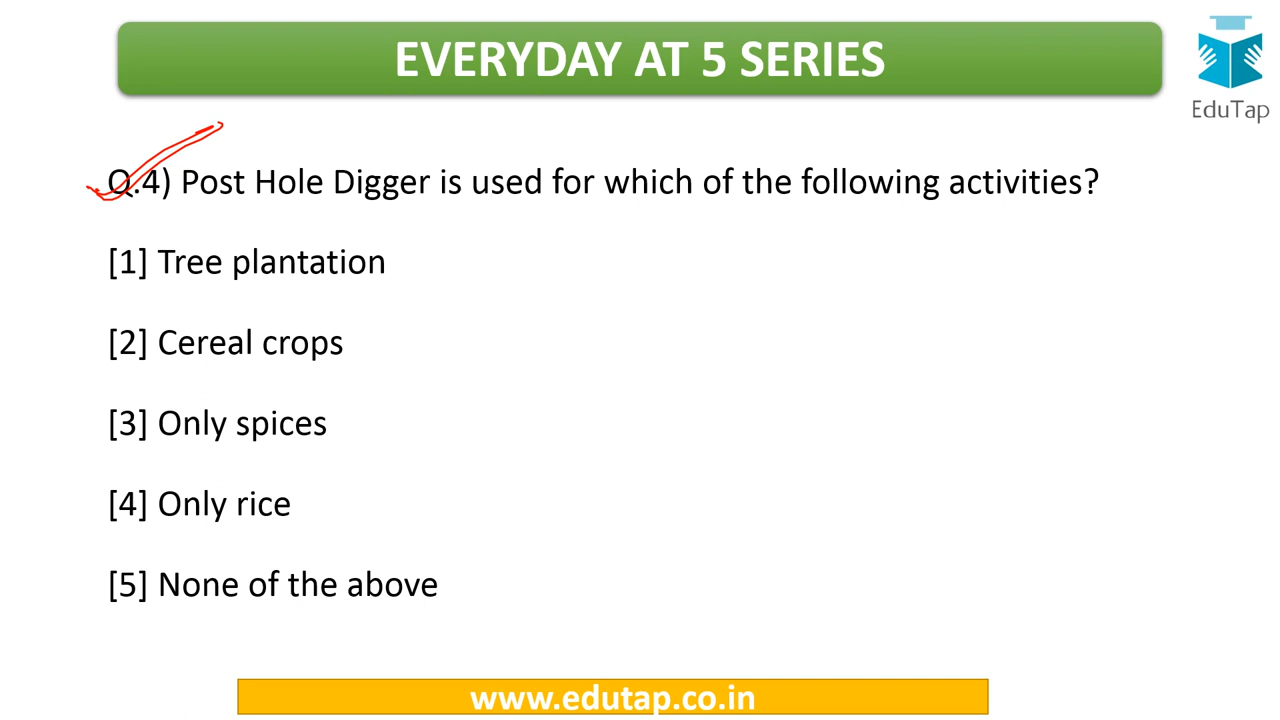 EVERYDAY AT 5 SERIES
EduTap
Q.4) Post Hole Digger is used for which of the following activities?
[1] Tree plantation
[2] Cereal crops
[3] Only spices
[4] Only rice
[5] None of the above
www.edutap.co.in